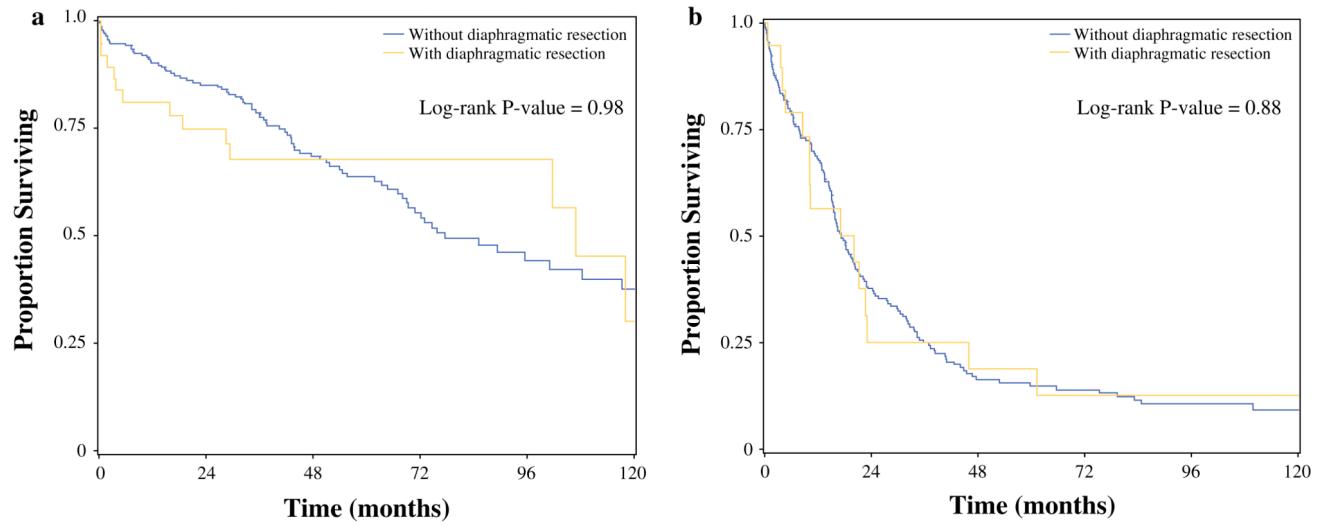 a
Without diaphragmatic resection
With diaphragmatic resection
Log-rank P-value = 0.98
Proportion Surviving
1.0
0.75
0.5
0.25
0
0 24 48 72 96 120
Time (months)
b
Without diaphragmatic resection
With diaphragmatic resection
Log-rank P-value = 0.88
Proportion Surviving
1.0
0.75
0.5
0.25
0
0 24 48 72 96 120
Time (months)